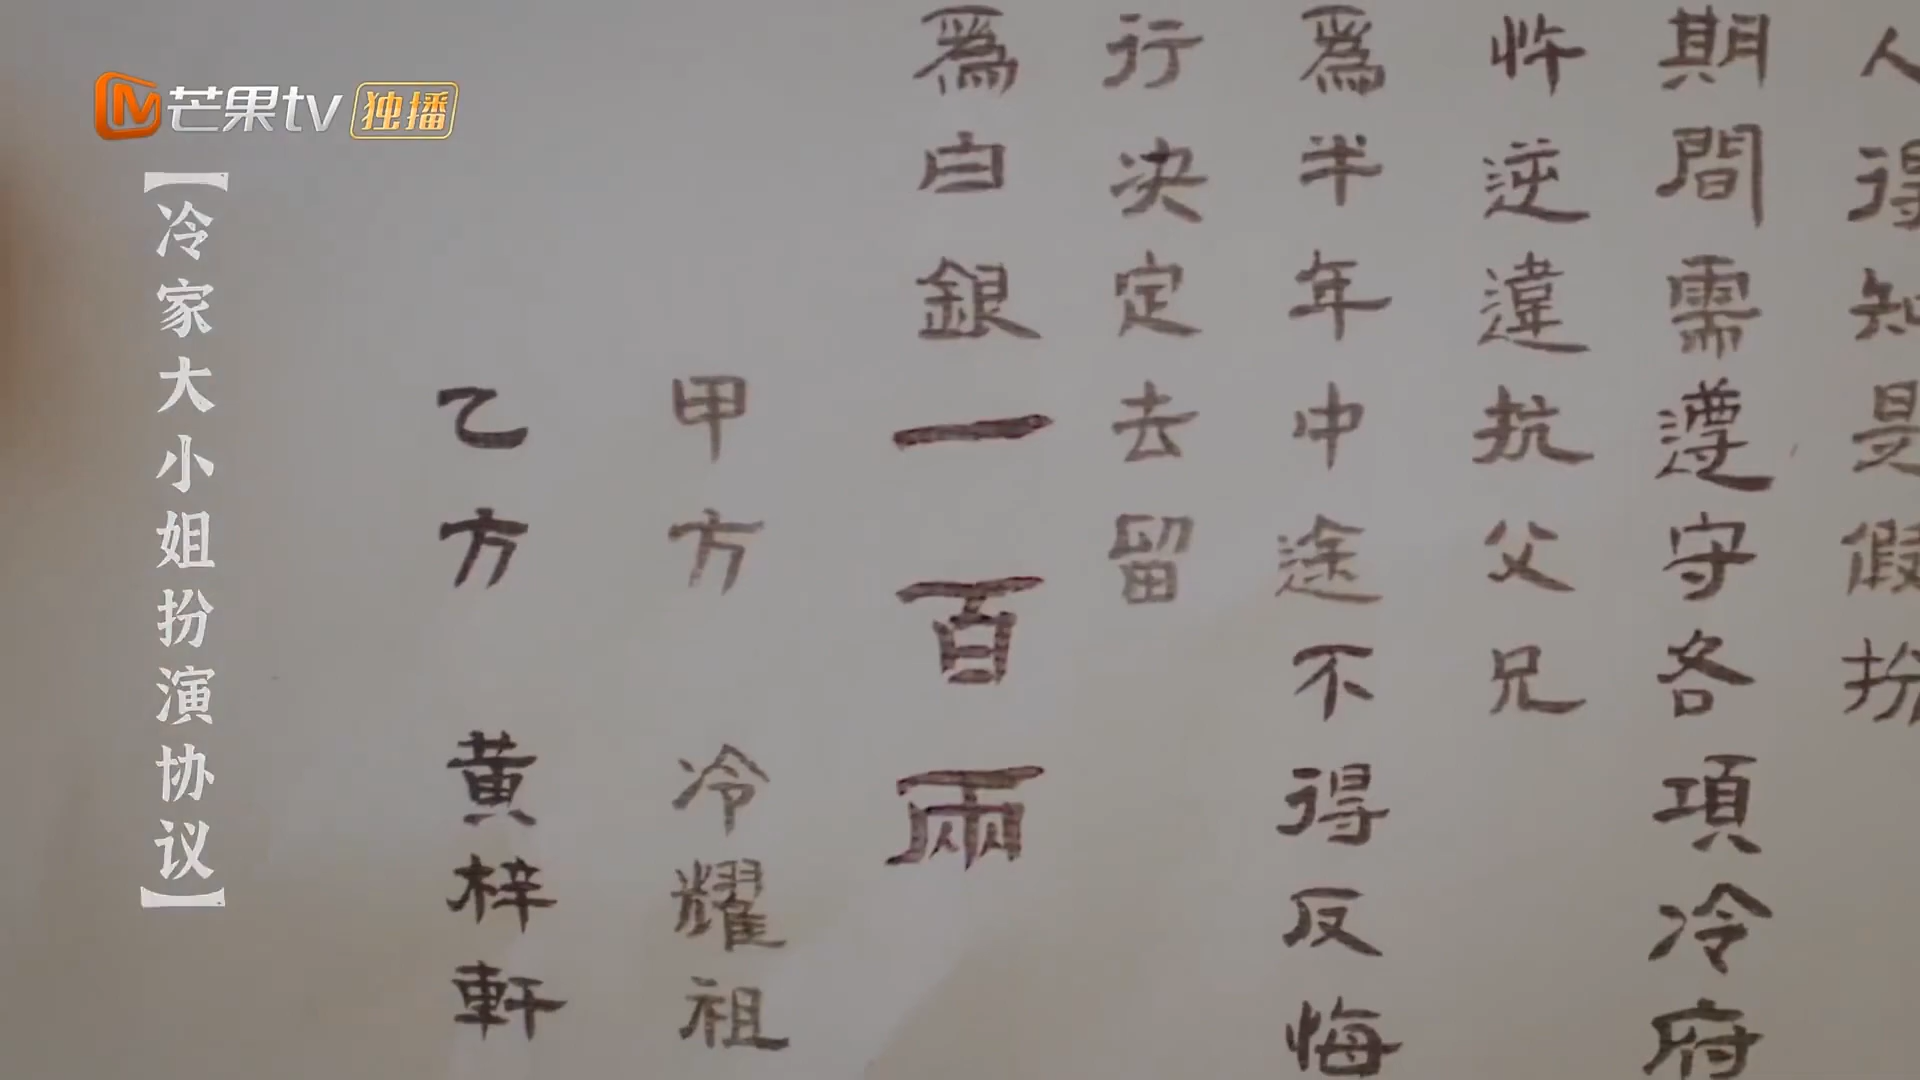 芒果tv 独播
人得知是假扮
期間需遵守各項冷府
忤逆違抗父兄
爲半年中途不得反悔
行決定去留
爲白銀一百兩
甲方 冷耀祖
乙方 黄梓軒
【冷家大小姐扮演协议】